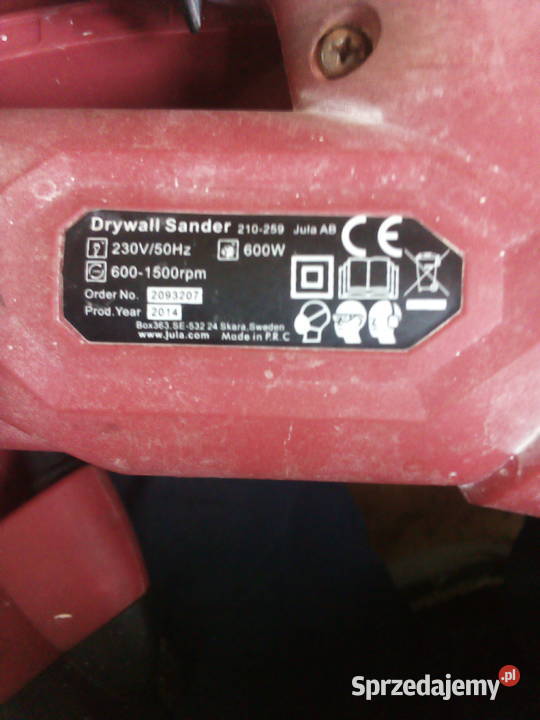 Drywall Sander 210-259 Jula AB
230V/50Hz 600W
600-1500rpm
Order No. 2093207
Prod.Year 2014
Box363.SE-532 24 Skara,Sweden
www.jula.com Made in P.R.C
CE
Sprzedajemy.pl